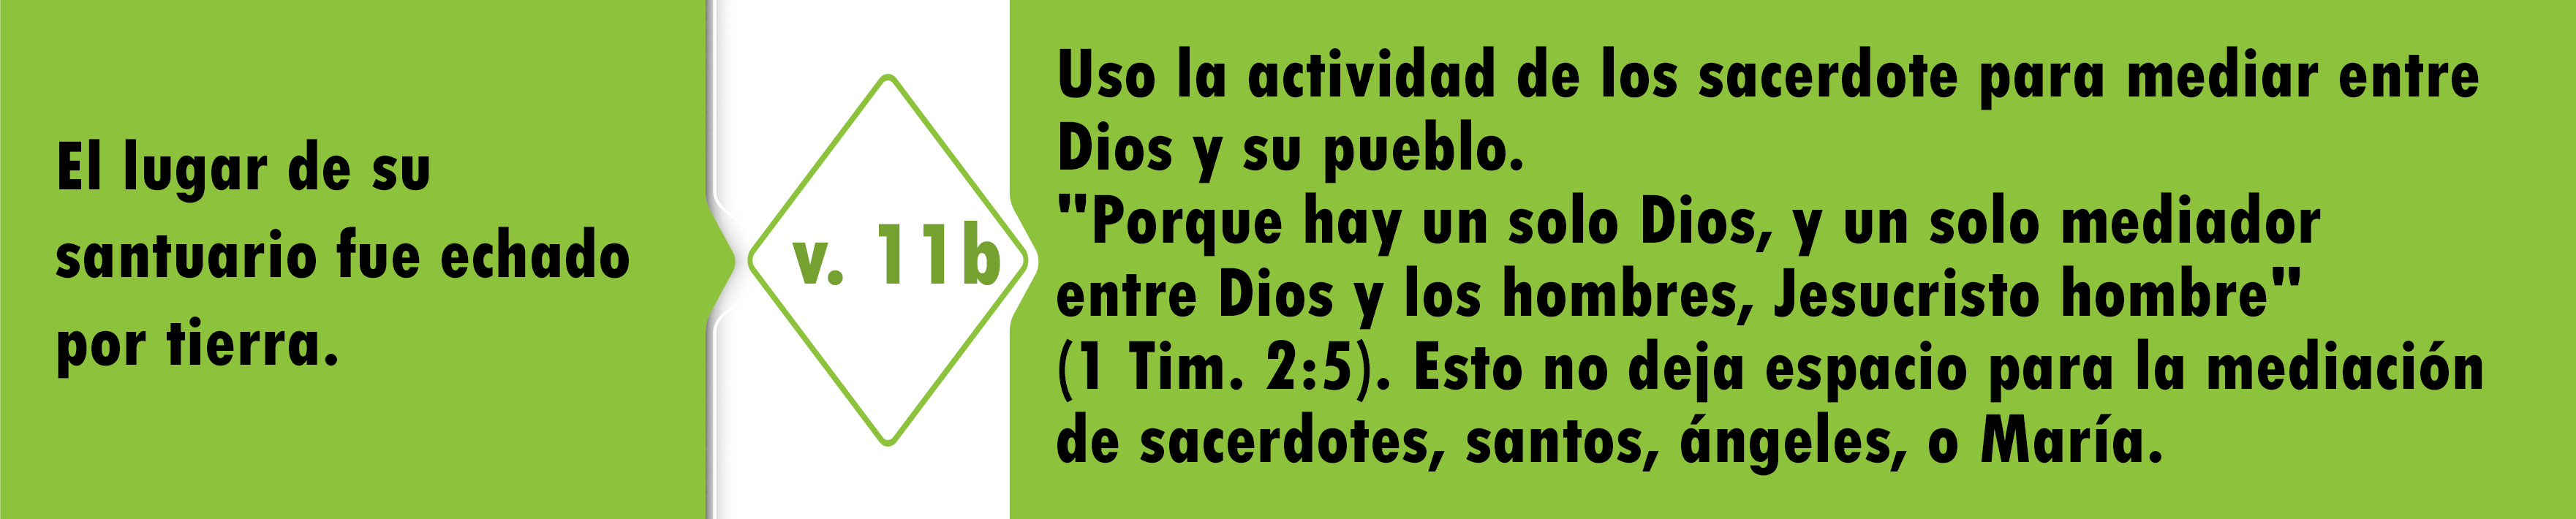 El lugar de su
santuario fue echado
por tierra.
v. 11b
Uso la actividad de los sacerdote para mediar entre
Dios y su pueblo.
"Porque hay un solo Dios, y un solo mediador
entre Dios y los hombres, Jesucristo hombre"
(1 Tim. 2:5). Esto no deja espacio para la mediación
de sacerdotes, santos, ángeles, o María.